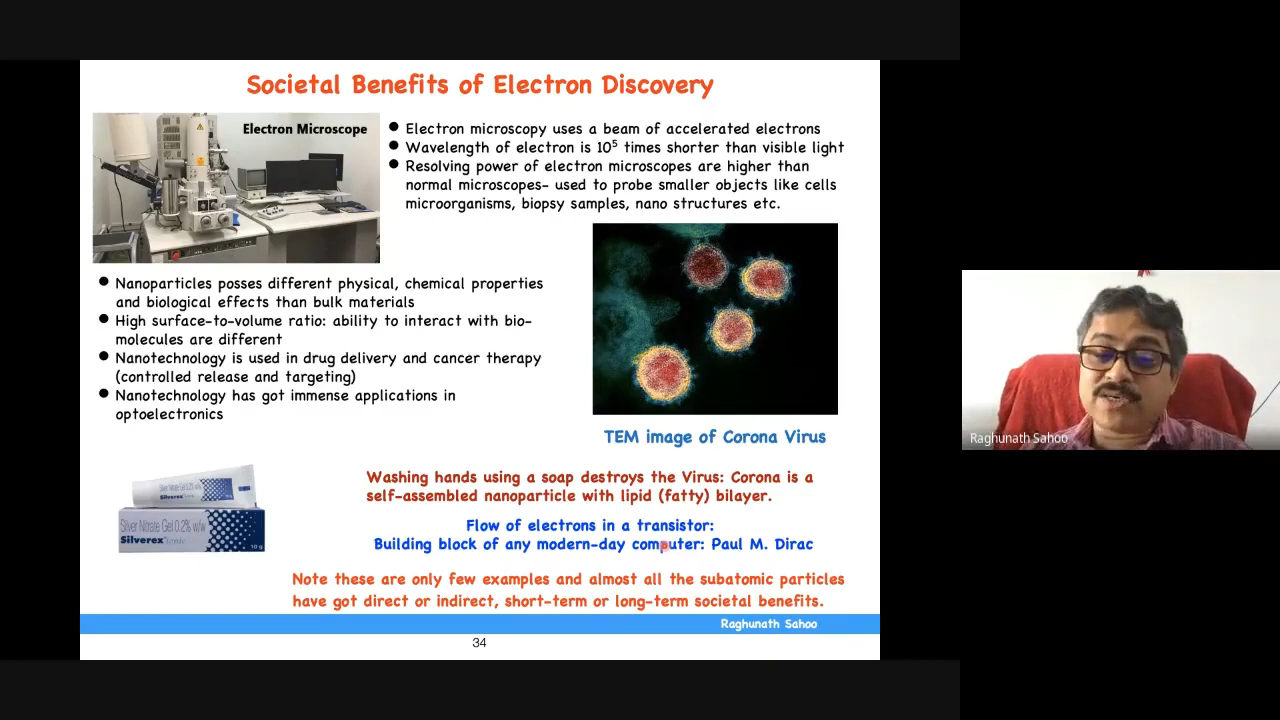 Societal Benefits of Electron Discovery
Electron Microscope
● Electron microscopy uses a beam of accelerated electrons
● Wavelength of electron is 10⁵ times shorter than visible light
● Resolving power of electron microscopes are higher than
normal microscopes- used to probe smaller objects like cells
microorganisms, biopsy samples, nano structures etc.
● Nanoparticles posses different physical, chemical properties
and biological effects than bulk materials
● High surface-to-volume ratio: ability to interact with bio-
molecules are different
● Nanotechnology is used in drug delivery and cancer therapy
(controlled release and targeting)
● Nanotechnology has got immense applications in
optoelectronics
TEM image of Corona Virus
Silver Nitrate Gel 0.2% w/w
Silverex
Silver Nitrate Gel 0.2% w/w
Silverex
10 g
Washing hands using a soap destroys the Virus: Corona is a
self-assembled nanoparticle with lipid (fatty) bilayer.
Flow of electrons in a transistor:
Building block of any modern-day computer: Paul M. Dirac
Note these are only few examples and almost all the subatomic particles
have got direct or indirect, short-term or long-term societal benefits.
Raghunath Sahoo
34
Raghunath Sahoo